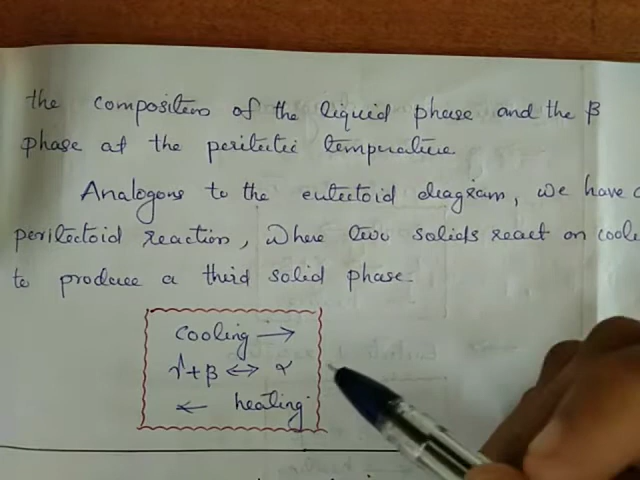 the compositions of the liquid phase and the β
phase at the peritectic temperature.
Analogous to the eutectoid diagram, we have a
peritectoid reaction, Where two solids react on
to produce a third solid phase.
cooling →
γ + β ↔ α
← heating